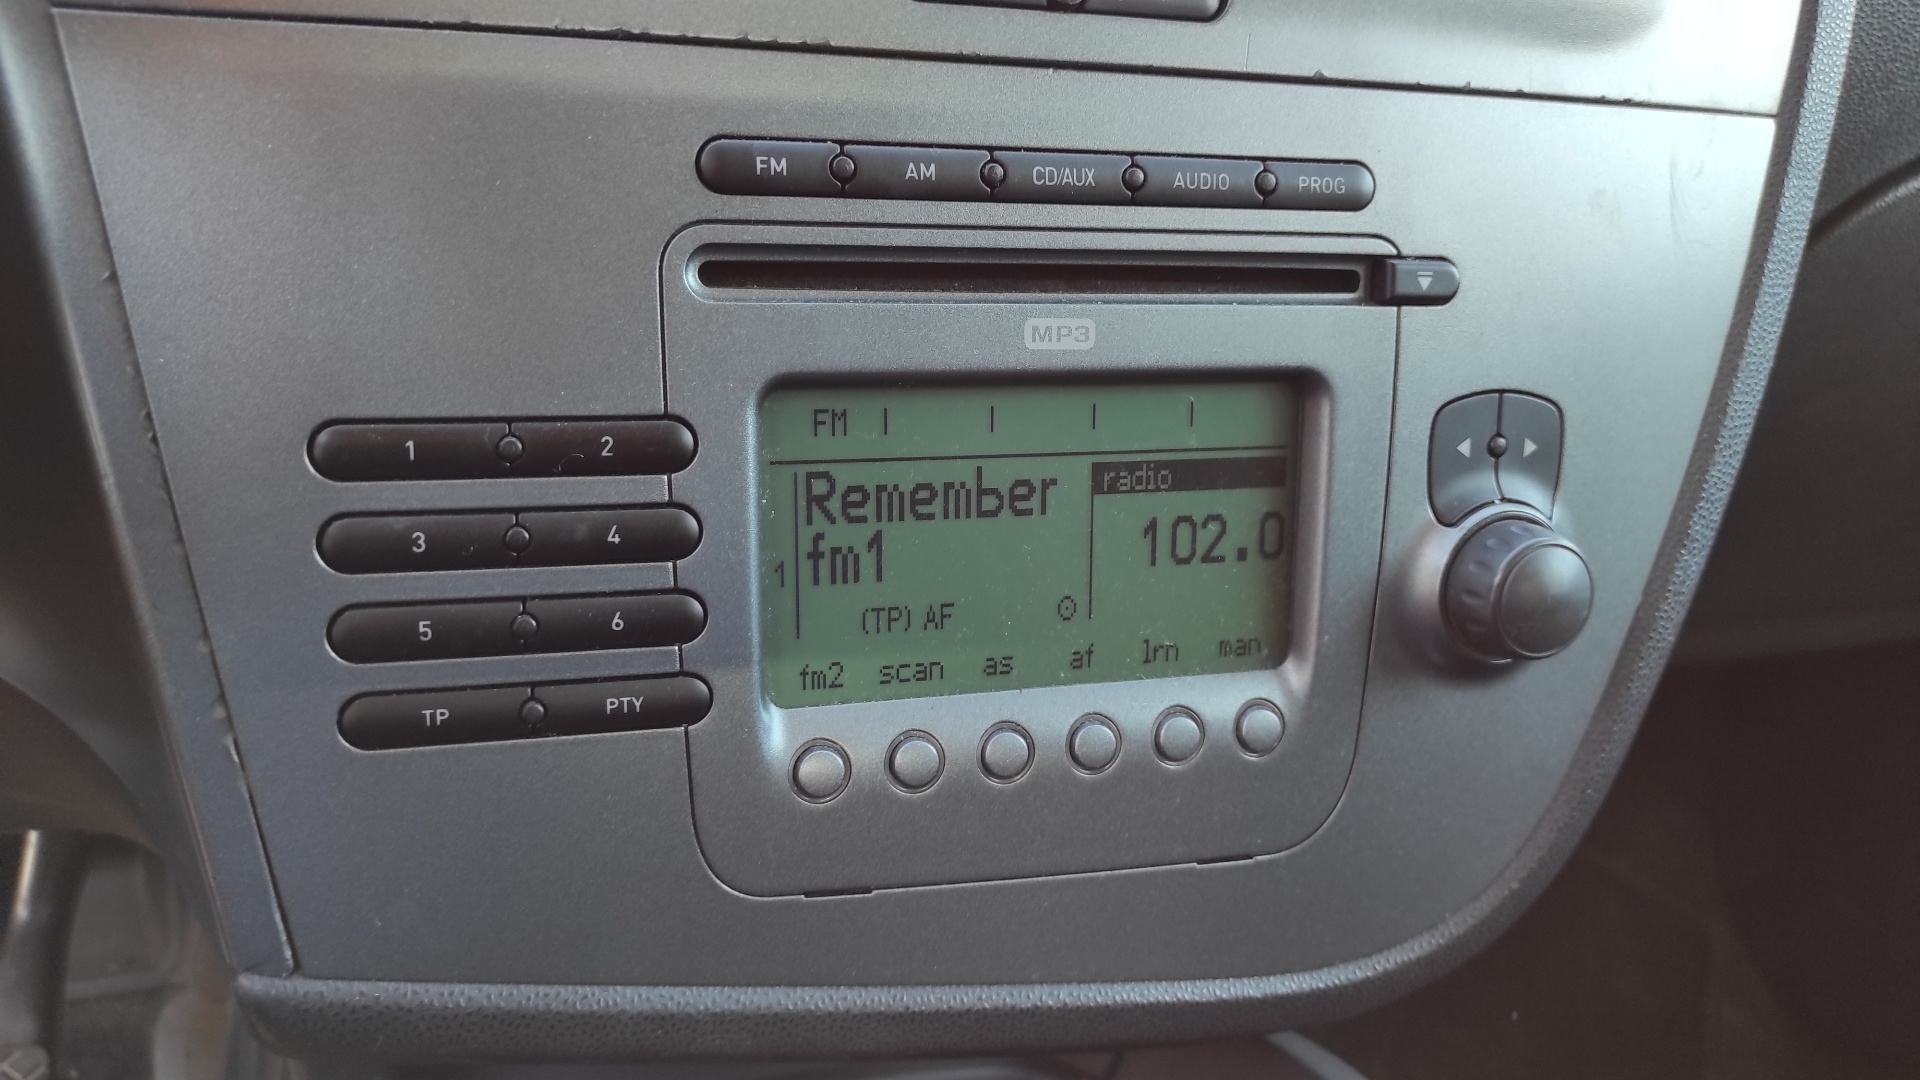 FM AM CD/AUX AUDIO PROG
MP3
FM
Remember
fm1
1
radio
102.0
(TP) AF
fm2 scan as af lrn man
1 2
3 4
5 6
TP PTY